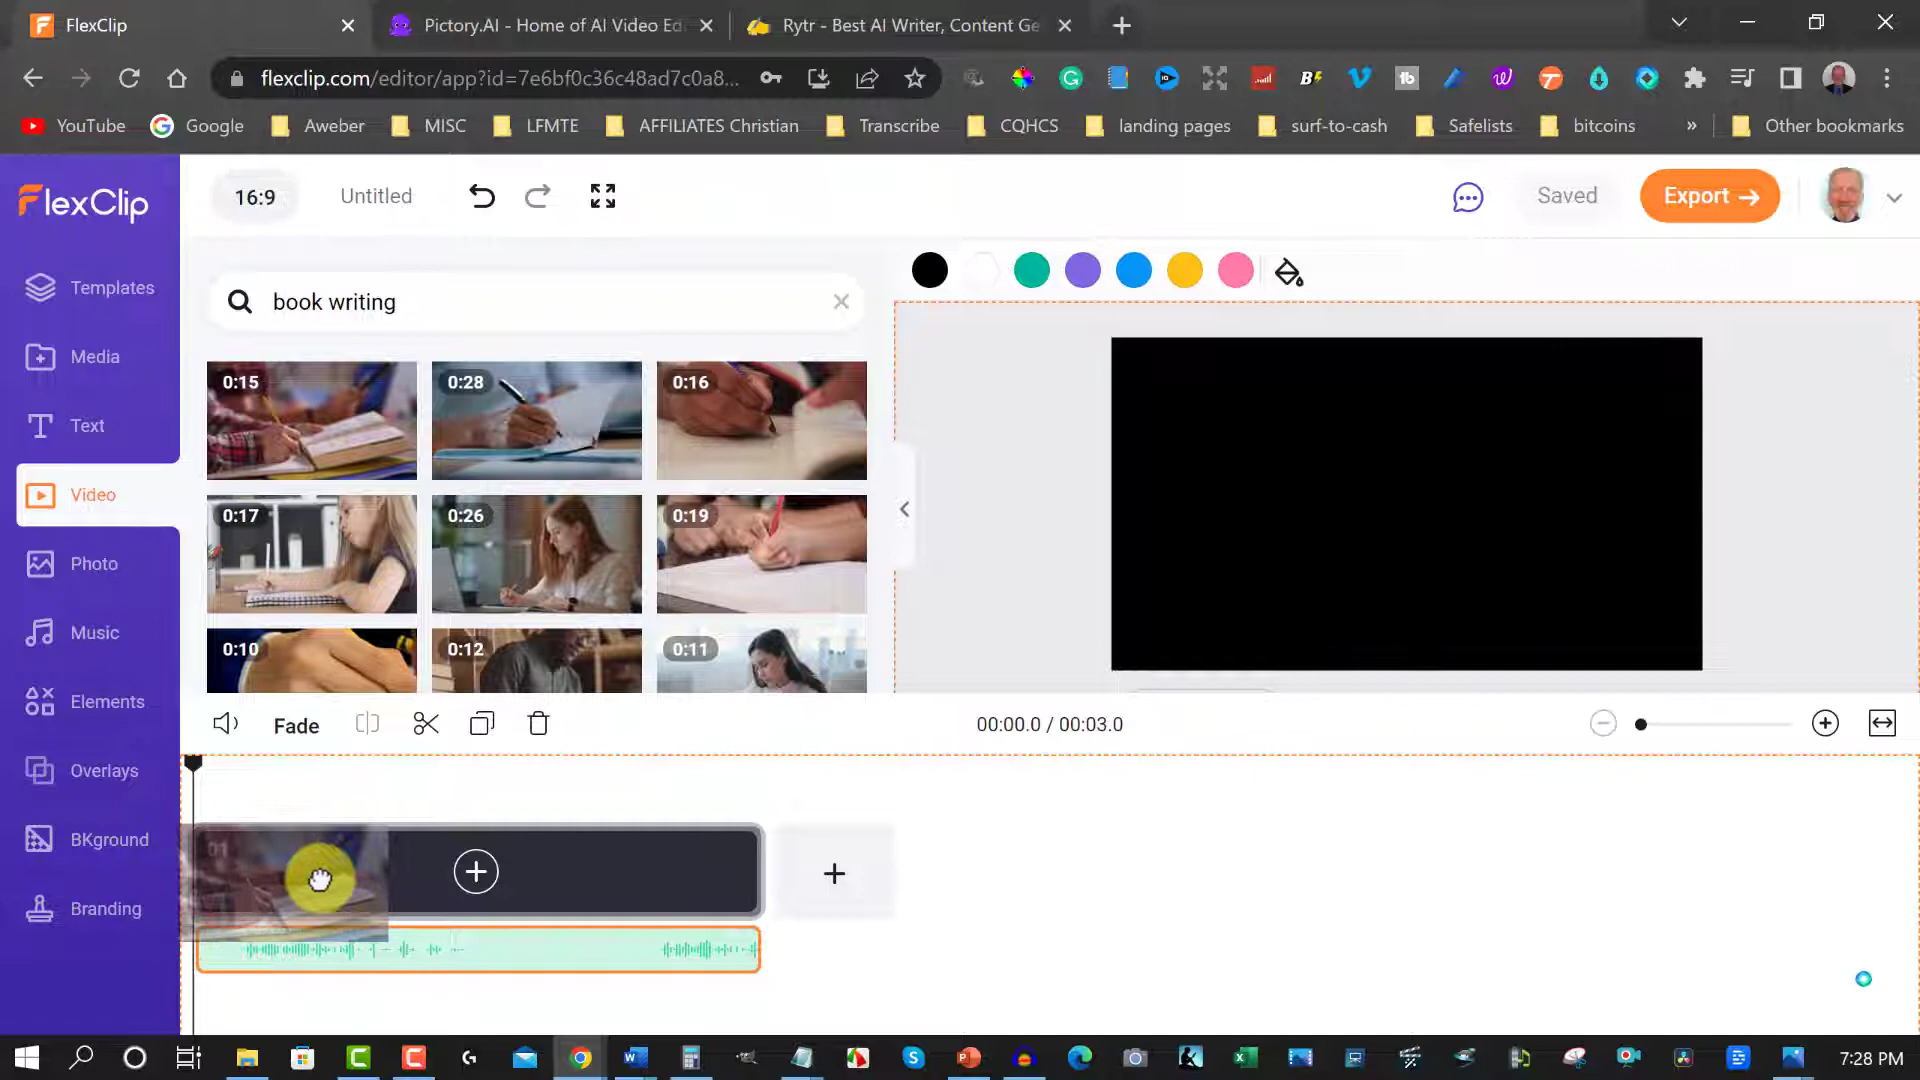 FlexClip
Pictory.AI - Home of AI Video Ed
Rytr - Best AI Writer, Content Ge
flexclip.com/editor/app?id=7e6bf0c36c48ad7c0a8...
YouTube
Google
Aweber
MISC
LFMTE
AFFILIATES Christian
Transcribe
CQHCS
landing pages
surf-to-cash
Safelists
bitcoins
»
Other bookmarks
FlexClip
16:9
Untitled
Saved
Export
Templates
Media
Text
Video
Photo
Music
Elements
Overlays
BKground
Branding
book writing
0:15
0:28
0:16
0:17
0:26
0:19
0:10
0:12
0:11
Fade
00:00.0 / 00:03.0
01
7:28 PM